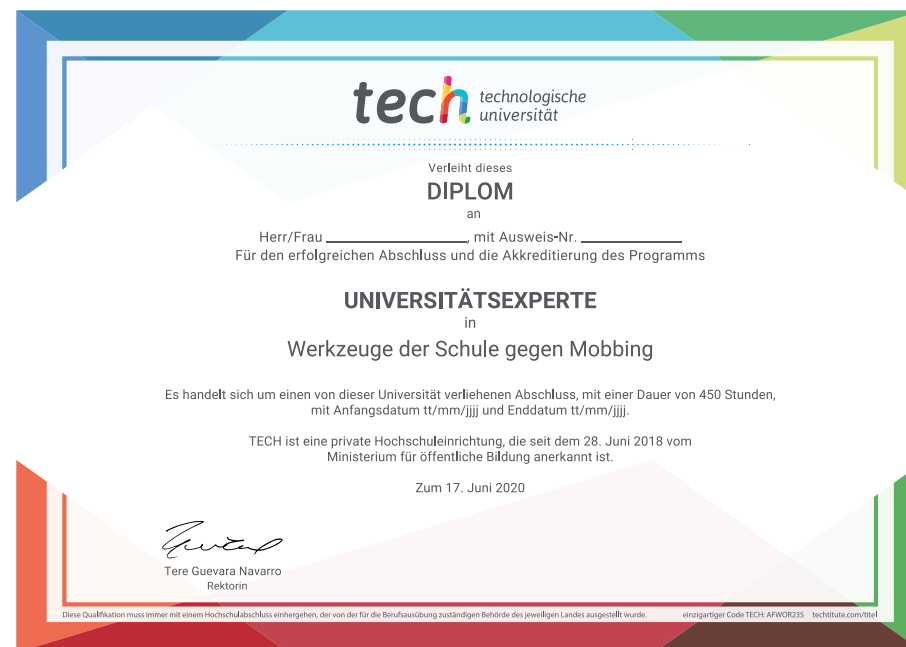 tech technologische
universität
Verleiht dieses
DIPLOM
an
Herr/Frau ____________, mit Ausweis-Nr. ____________
Für den erfolgreichen Abschluss und die Akkreditierung des Programms
UNIVERSITÄTSEXPERTE
in
Werkzeuge der Schule gegen Mobbing
Es handelt sich um einen von dieser Universität verliehenen Abschluss, mit einer Dauer von 450 Stunden,
mit Anfangsdatum tt/mm/jjjj und Enddatum tt/mm/jjjj.
TECH ist eine private Hochschuleinrichtung, die seit dem 28. Juni 2018 vom
Ministerium für öffentliche Bildung anerkannt ist.
Zum 17. Juni 2020
Tere Guevara Navarro
Rektorin
Diese Qualifikation muss immer mit einem Hochschulabschluss einhergehen, der von der für die Berufsausübung zuständigen Behörde des jeweiligen Landes ausgestellt wurde. einzigartiger Code TECH: AFWOR23S techtitute.com/titel